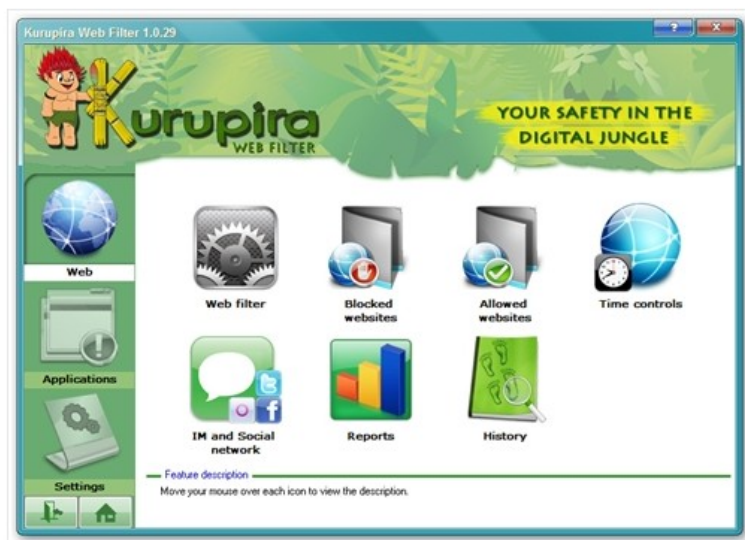 Kurupira Web Filter 1.0.29
Kurupira
WEB FILTER
YOUR SAFETY IN THE
DIGITAL JUNGLE
Web
Applications
Settings
Web filter
Blocked
websites
Allowed
websites
Time controls
IM and Social
network
Reports
History
Feature description
Move your mouse over each icon to view the description.